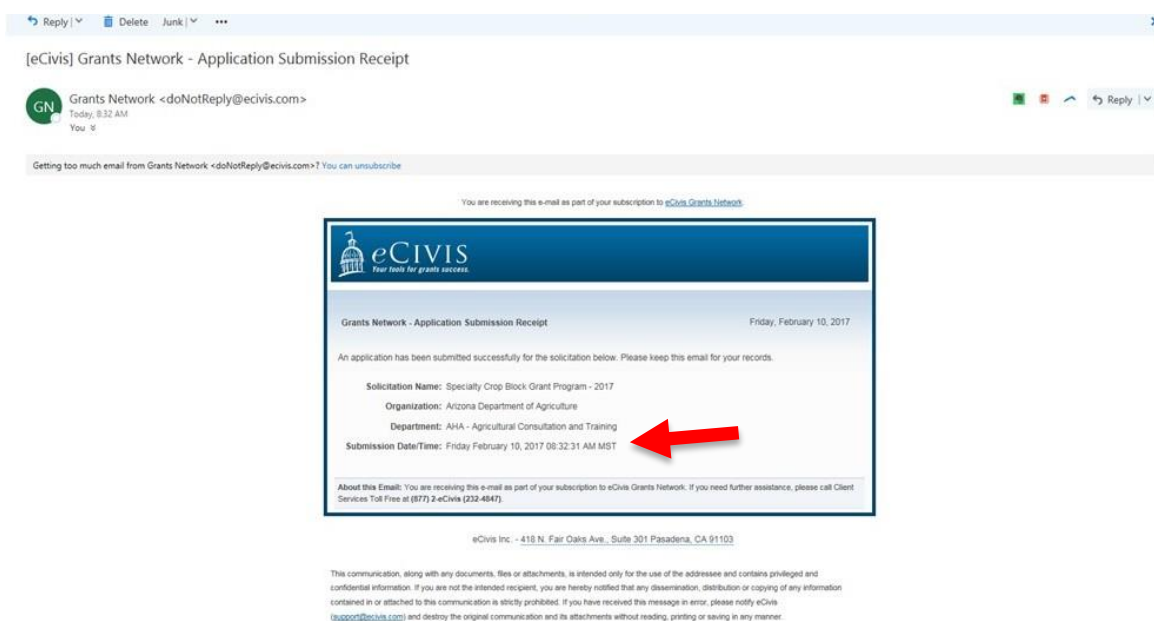 Reply | Delete Junk | •••
[eCivis] Grants Network - Application Submission Receipt
GN
Grants Network <doNotReply@ecivis.com>
Today, 8:32 AM
You
Reply |
Getting too much email from Grants Network <doNotReply@ecivis.com>? You can unsubscribe
You are receiving this e-mail as part of your subscription to eCivis Grants Network.
eCIVIS
Your tools for grants success.
Grants Network - Application Submission Receipt Friday, February 10, 2017
An application has been submitted successfully for the solicitation below. Please keep this email for your records.
Solicitation Name: Specialty Crop Block Grant Program - 2017
Organization: Arizona Department of Agriculture
Department: AHA - Agricultural Consultation and Training
Submission Date/Time: Friday February 10, 2017 08:32:31 AM MST
About this Email: You are receiving this e-mail as part of your subscription to eCivis Grants Network. If you need further assistance, please call Client
Services Toll Free at (877) 2-eCivis (232-4847).
eCivis Inc. - 418 N. Fair Oaks Ave., Suite 301 Pasadena, CA 91103
This communication, along with any documents, files or attachments, is intended only for the use of the addressee and contains privileged and
confidential information. If you are not the intended recipient, you are hereby notified that any dissemination, distribution or copying of any information
contained in or attached to this communication is strictly prohibited. If you have received this message in error, please notify eCivis
(support@ecivis.com) and destroy the original communication and its attachments without reading, printing or saving in any manner.